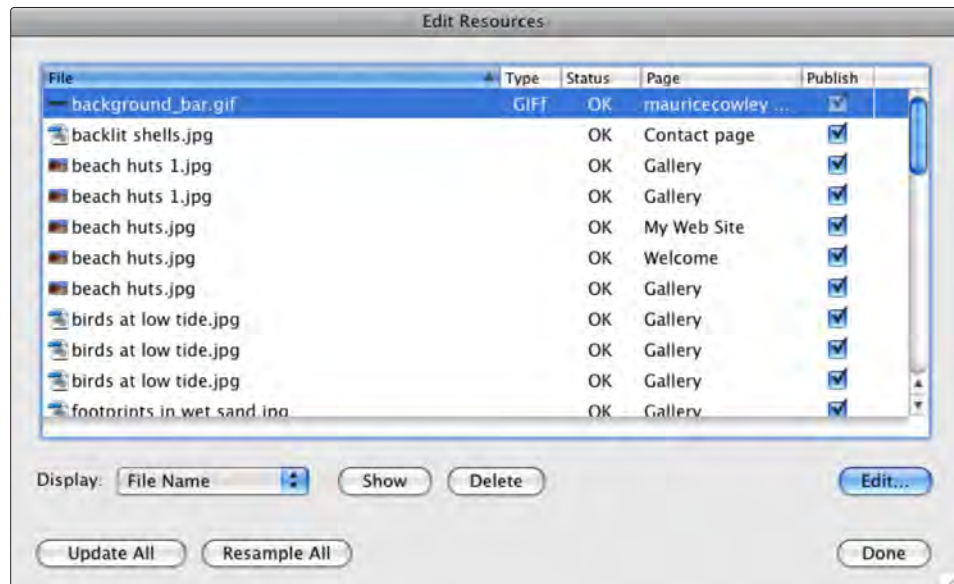 Edit Resources
File Type Status Page Publish
background_bar.gif GIFf OK mauricecowley ...
backlit shells.jpg OK Contact page
beach huts 1.jpg OK Gallery
beach huts 1.jpg OK Gallery
beach huts.jpg OK My Web Site
beach huts.jpg OK Welcome
beach huts.jpg OK Gallery
birds at low tide.jpg OK Gallery
birds at low tide.jpg OK Gallery
birds at low tide.jpg OK Gallery
footprints in wet sand.jpg OK Gallery
Display: File Name Show Delete Edit...
Update All Resample All Done